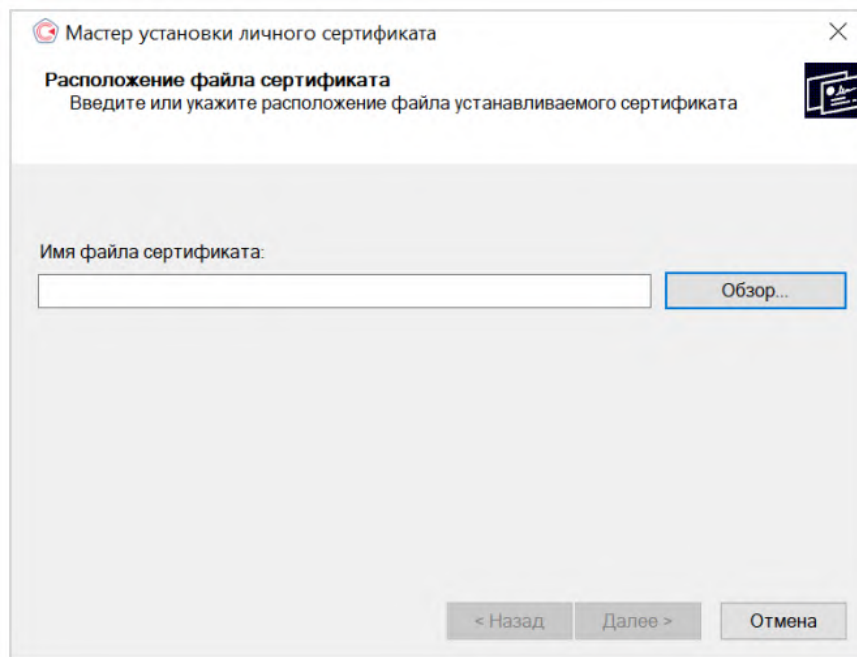 Мастер установки личного сертификата
Расположение файла сертификата
Введите или укажите расположение файла устанавливаемого сертификата
Имя файла сертификата:
Обзор...
< Назад
Далее >
Отмена